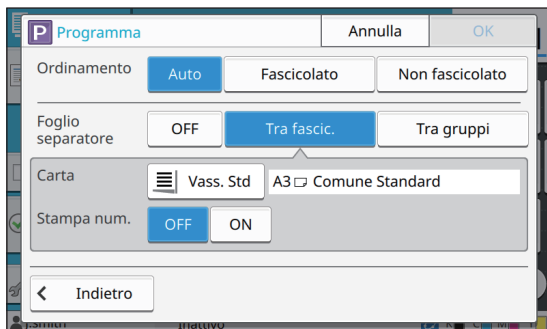 P Programma Annulla OK
Ordinamento Auto Fascicolato Non fascicolato
Foglio separatore OFF Tra fascic. Tra gruppi
Carta Vass. Std A3 Comune Standard
Stampa num. OFF ON
Indietro
J.Smith Inattivo K C M Y